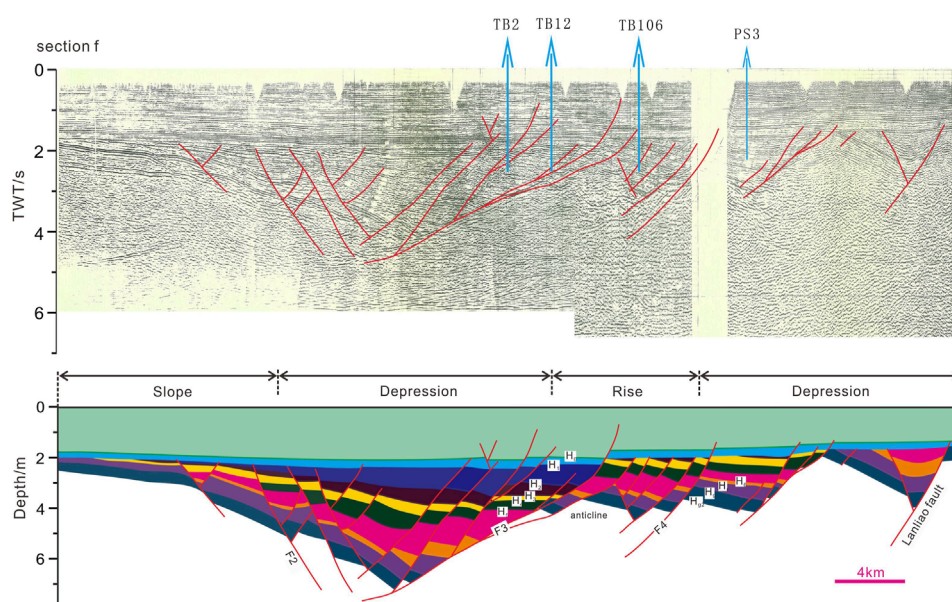 TB2 TB12 TB106 PS3
section f
0
2
4
6
TWT/s
Slope Depression Rise Depression
0
2
4
6
Depth/m
anticline
F2
F3
F4
Lanliao fault
4km